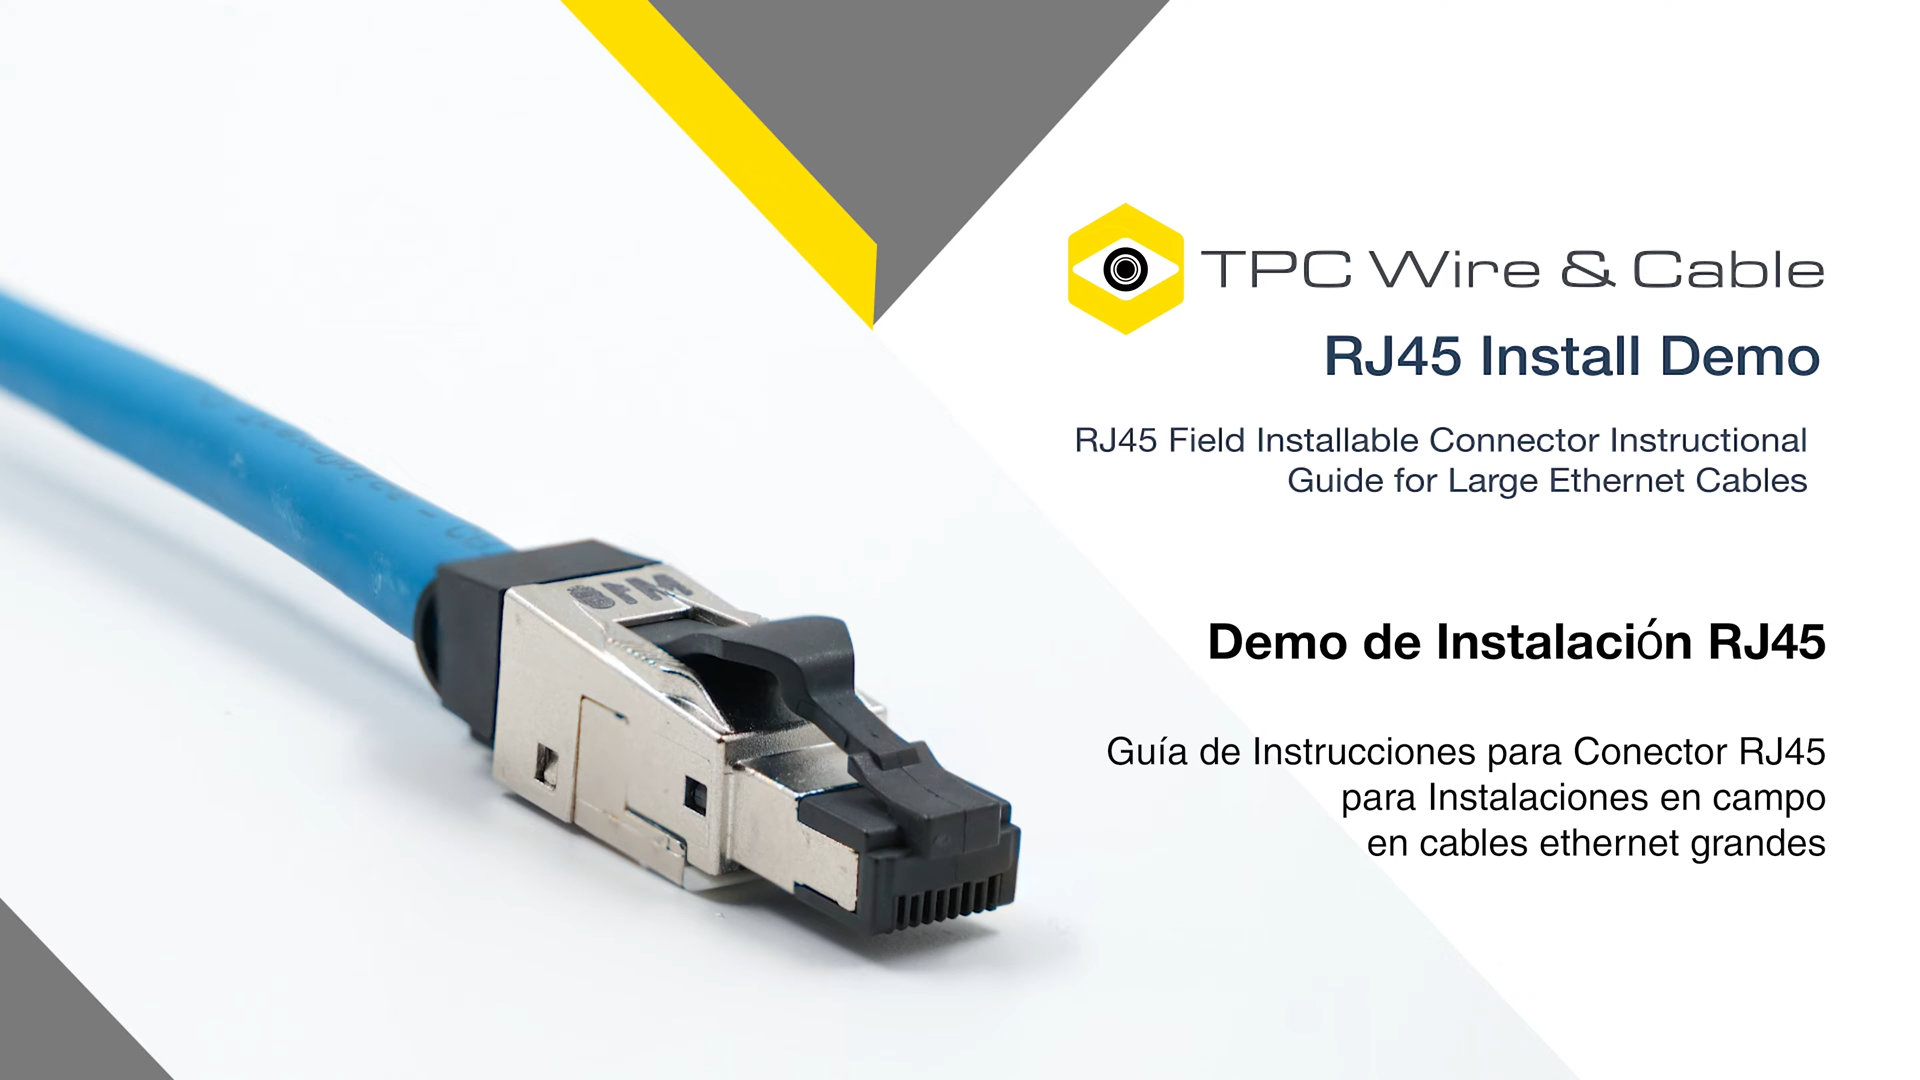 TPC Wire & Cable
RJ45 Install Demo
RJ45 Field Installable Connector Instructional
Guide for Large Ethernet Cables
Demo de Instalación RJ45
Guía de Instrucciones para Conector RJ45
para Instalaciones en campo
en cables ethernet grandes